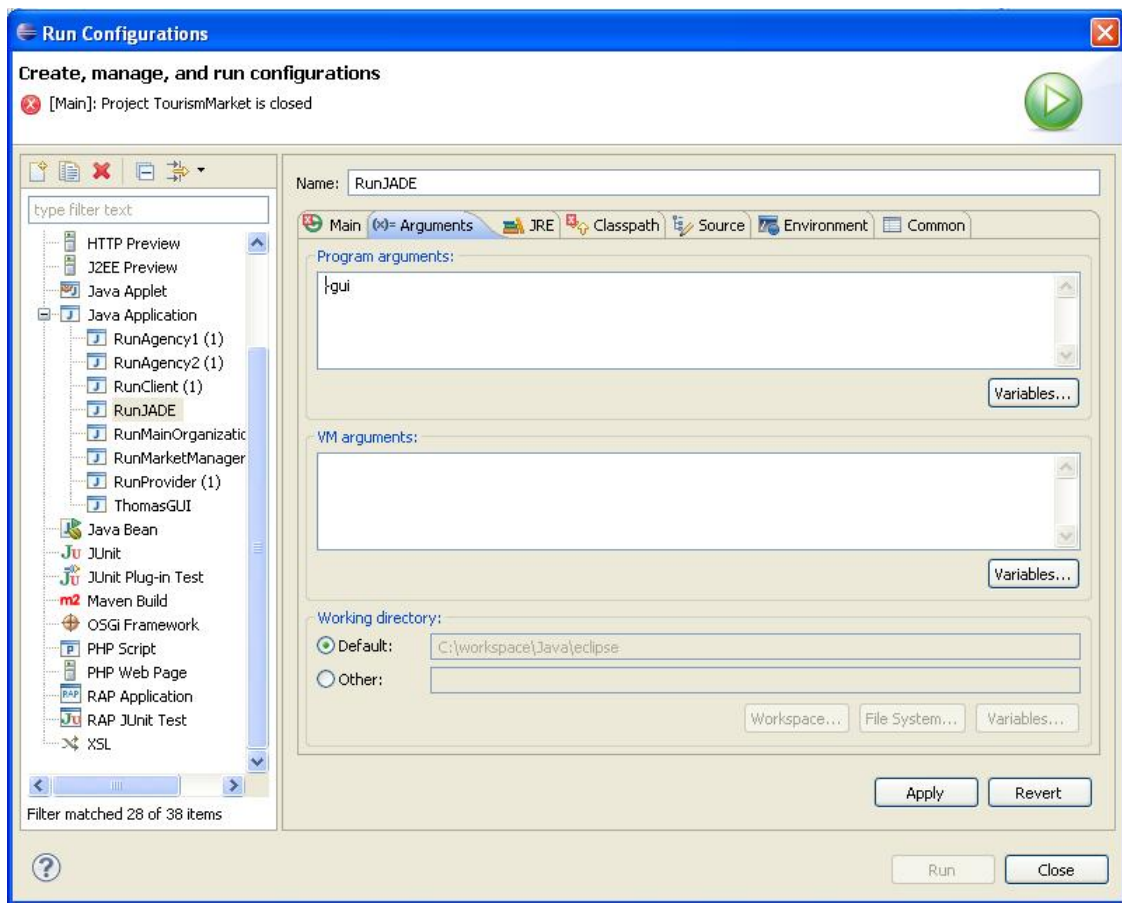 Run Configurations
Create, manage, and run configurations
[Main]: Project TourismMarket is closed
type filter text
HTTP Preview
J2EE Preview
Java Applet
Java Application
RunAgency1 (1)
RunAgency2 (1)
RunClient (1)
RunJADE
RunMainOrganizatic
RunMarketManager
RunProvider (1)
ThomasGUI
Java Bean
Ju JUnit
JUnit Plug-in Test
m2 Maven Build
OSGi Framework
PHP Script
PHP Web Page
RAP RAP Application
Ju RAP JUnit Test
XSL
Filter matched 28 of 38 items
Name: RunJADE
Main (x)= Arguments JRE Classpath Source Environment Common
Program arguments:
-gui
Variables...
VM arguments:
Variables...
Working directory:
Default: C:\workspace\Java\eclipse
Other:
Workspace... File System... Variables...
Apply Revert
? Run Close